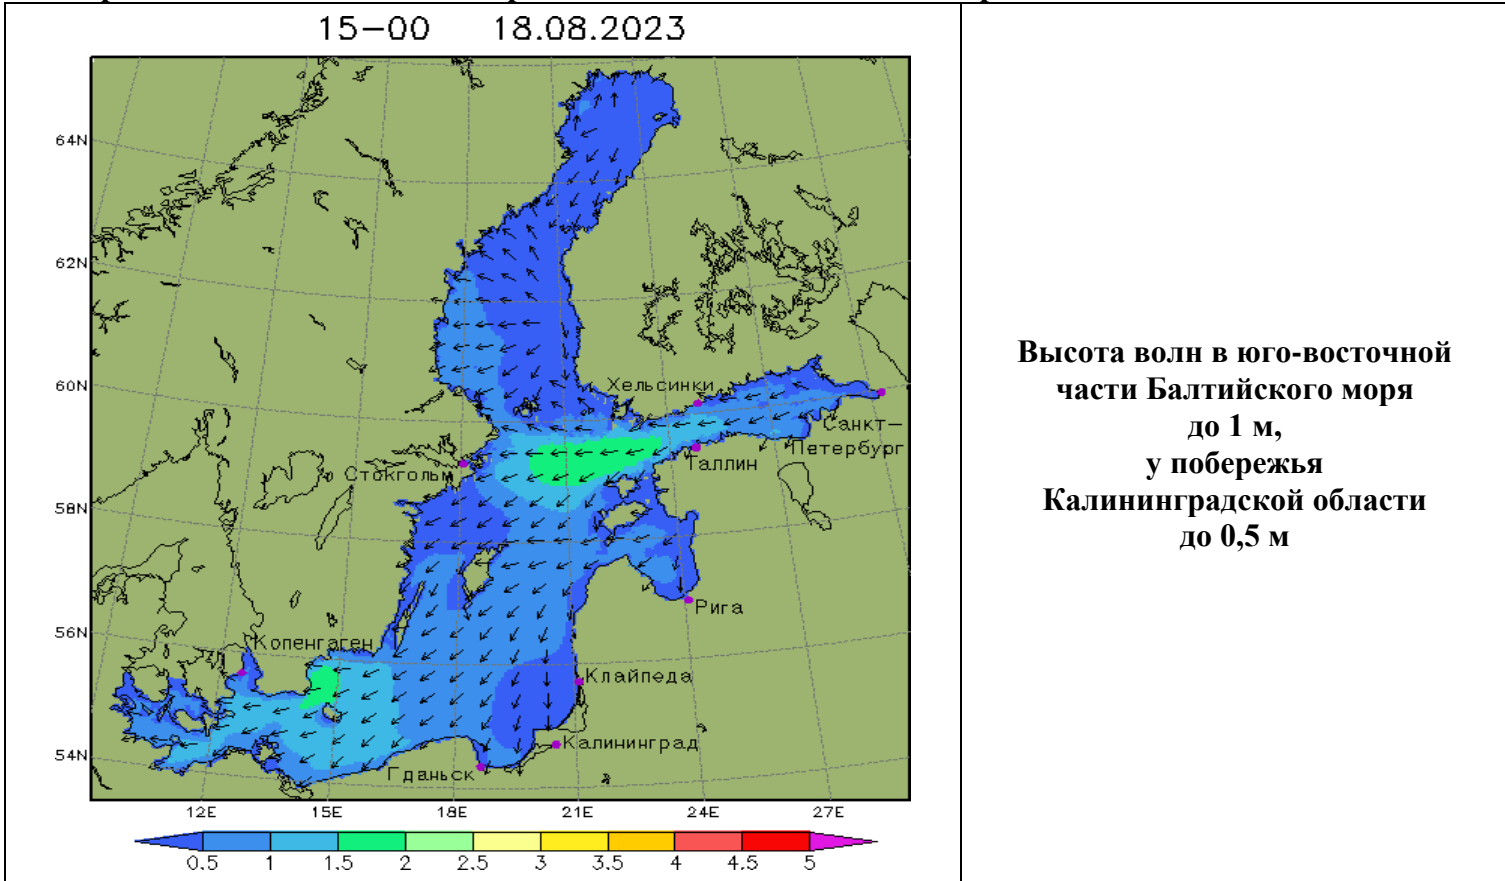 15-00 18.08.2023
64N
62N
60N
58N
56N
54N
Хельсинки
Санкт-
Петербург
Таллин
Стокгольм
Рига
Копенгаген
Клайпеда
Калининград
Гданьск
12E 15E 18E 21E 24E 27E
0.5 1 1.5 2 2.5 3 3.5 4 4.5 5
Высота волн в юго-восточной
части Балтийского моря
до 1 м,
у побережья
Калининградской области
до 0,5 м